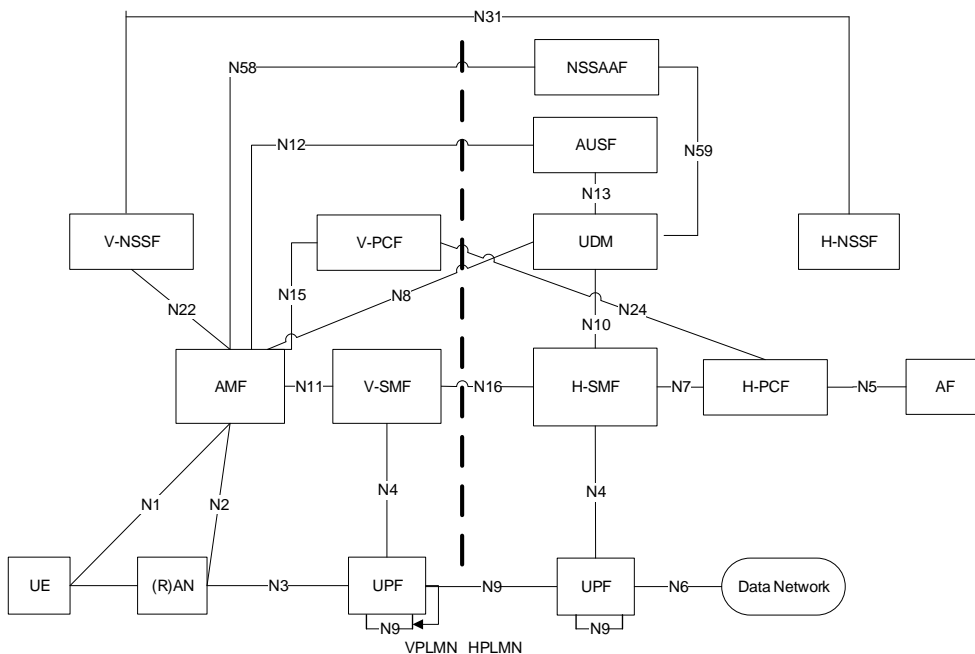 N31
N58
NSSAAF
N12
AUSF
N59
N13
V-NSSF
V-PCF
UDM
H-NSSF
N22
N15
N8
N24
N10
AMF
N11
V-SMF
N16
H-SMF
N7
H-PCF
N5
AF
N1
N2
N4
N4
UE
(R)AN
N3
UPF
N9
UPF
N6
Data Network
N9
N9
VPLMN HPLMN